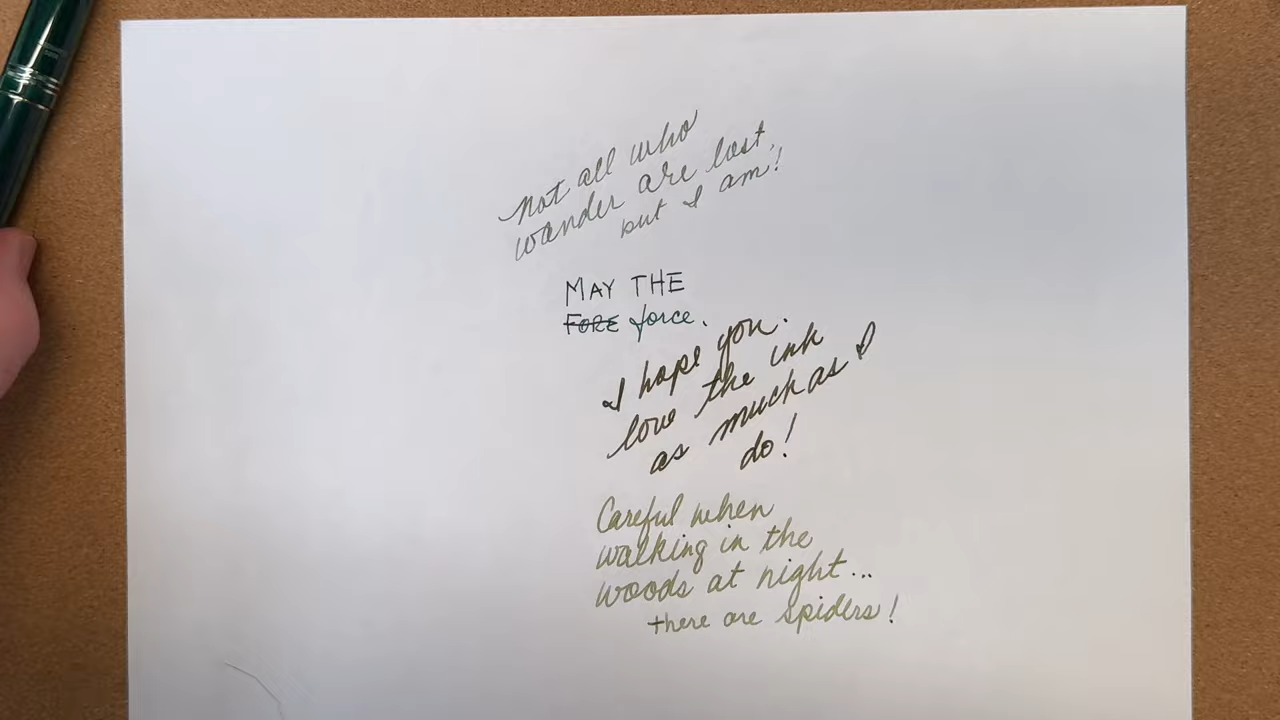 Not all who
wander are lost,
but I am!
MAY THE
FORE force.
I hope you.
love the ink
as much as I
do!
Careful when
walking in the
woods at night...
there are spiders!